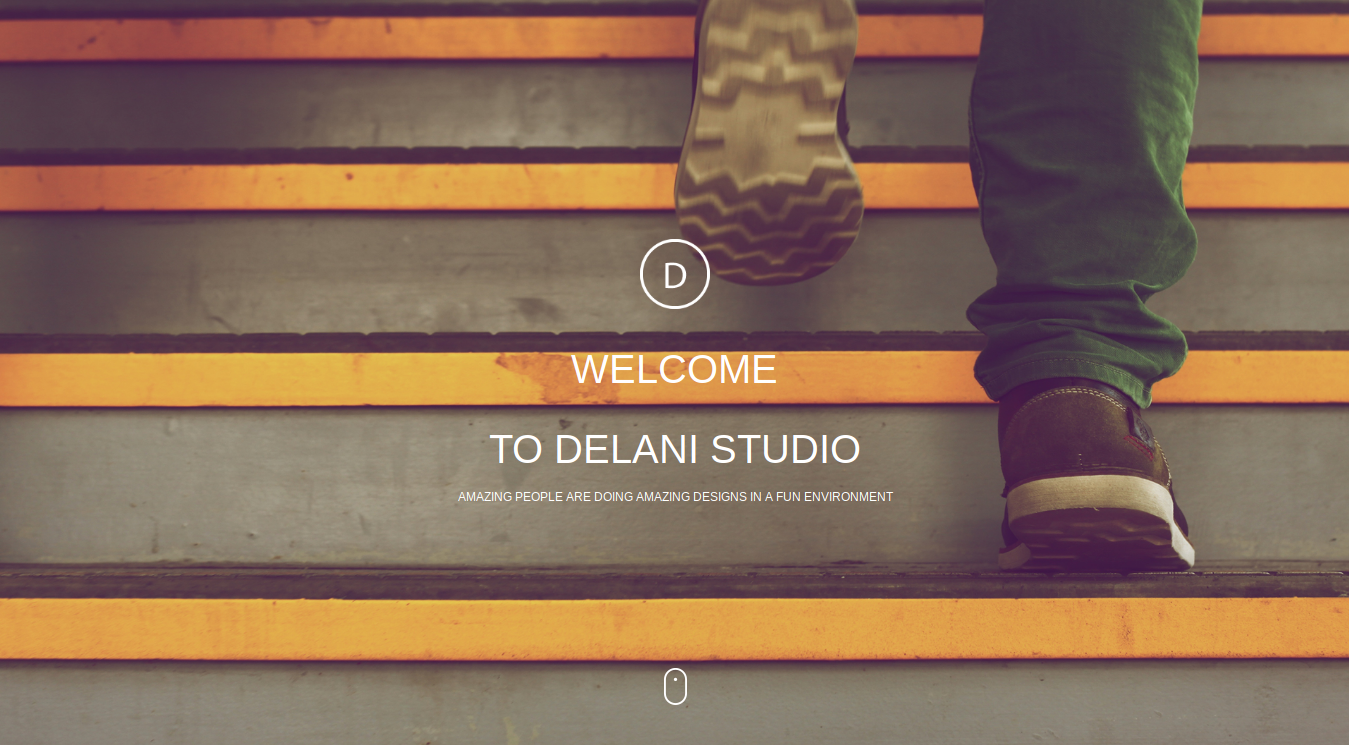 D
WELCOME
TO DELANI STUDIO
AMAZING PEOPLE ARE DOING AMAZING DESIGNS IN A FUN ENVIRONMENT